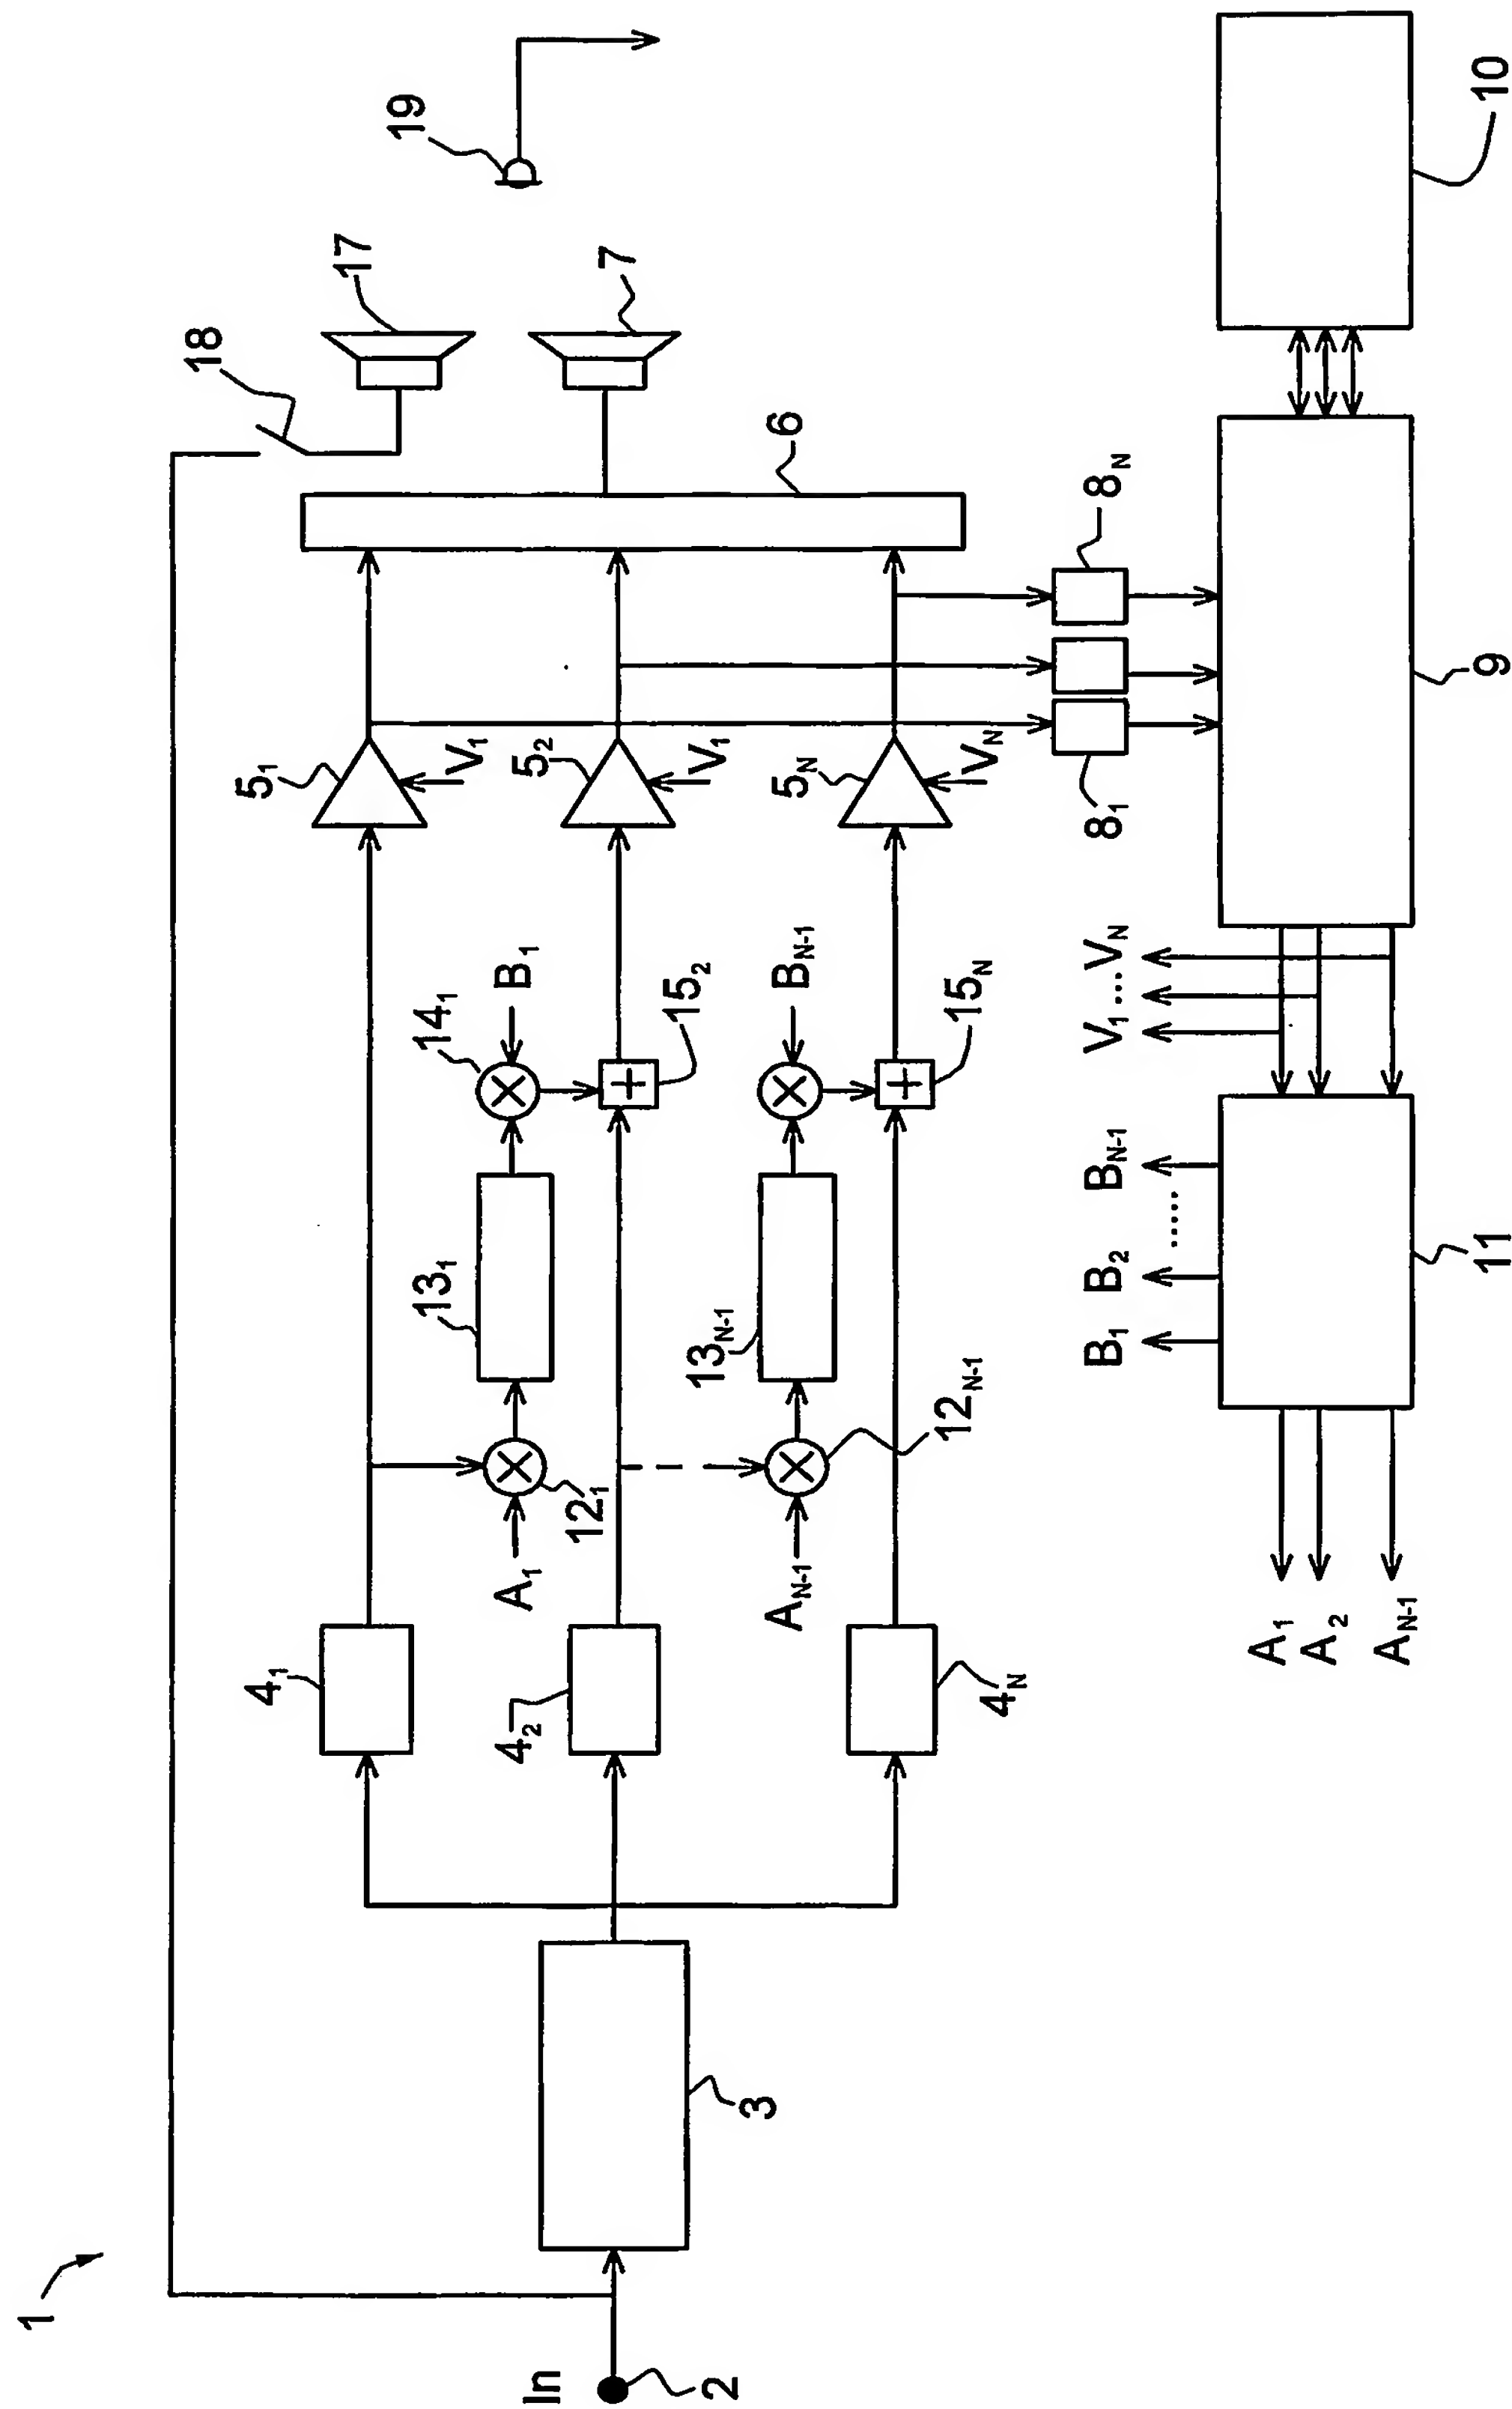 1
In
2
3
4₁
4₂
4N
A₁
12₁
13₁
14₁
B₁
15₂
AN-1
12N-1
13N-1
BN-1
15N
5₁
V₁
5₂
V₁
5N
VN
6
18
17
7
19
8₁
8N
9
10
V₁...VN
11
B₁ B₂ ..... BN-1
A₁
A₂
AN-1